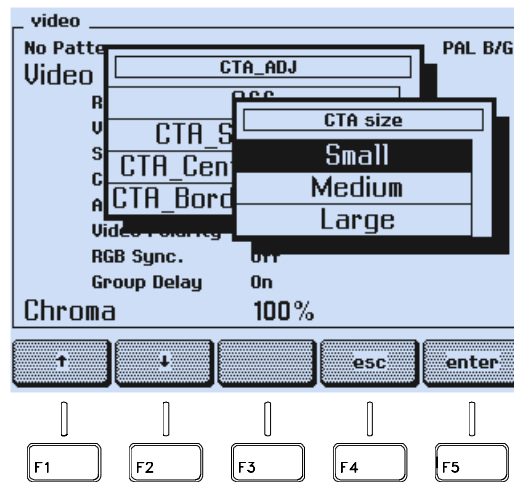 video
No Patte PAL B/G
Video CTA_ADJ
R
V CTA_S CTA size
S CTA_Cent Small
C Medium
A CTA_Bord Large
RGB Sync. Off
Group Delay On
Chroma 100%
↑ ↓ esc enter
F1 F2 F3 F4 F5